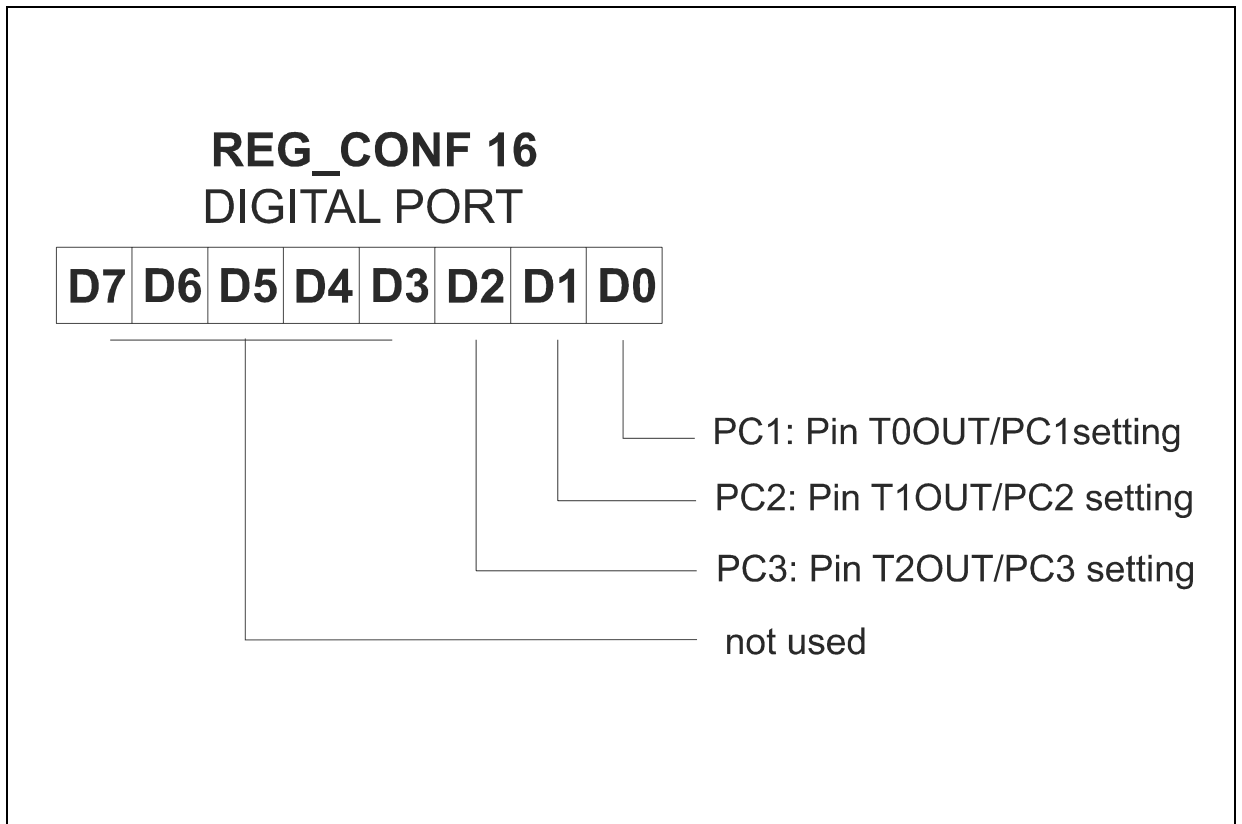 REG_CONF 16
DIGITAL PORT
D7 D6 D5 D4 D3 D2 D1 D0
PC1: Pin T0OUT/PC1setting
PC2: Pin T1OUT/PC2 setting
PC3: Pin T2OUT/PC3 setting
not used